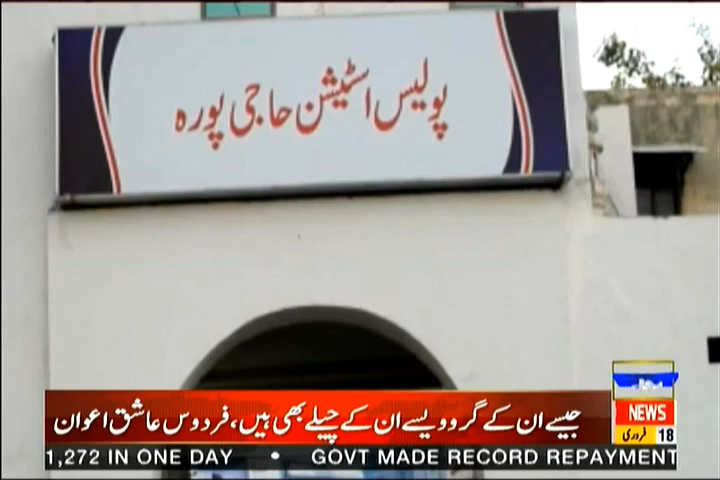 پولیس اسٹیشن حاجی پورہ
جیسے ان کے گرو ویسے ان کے چیلے بھی ہیں، فردوس عاشق اعوان
NEWS
18 فروری
1,272 IN ONE DAY • GOVT MADE RECORD REPAYMENT